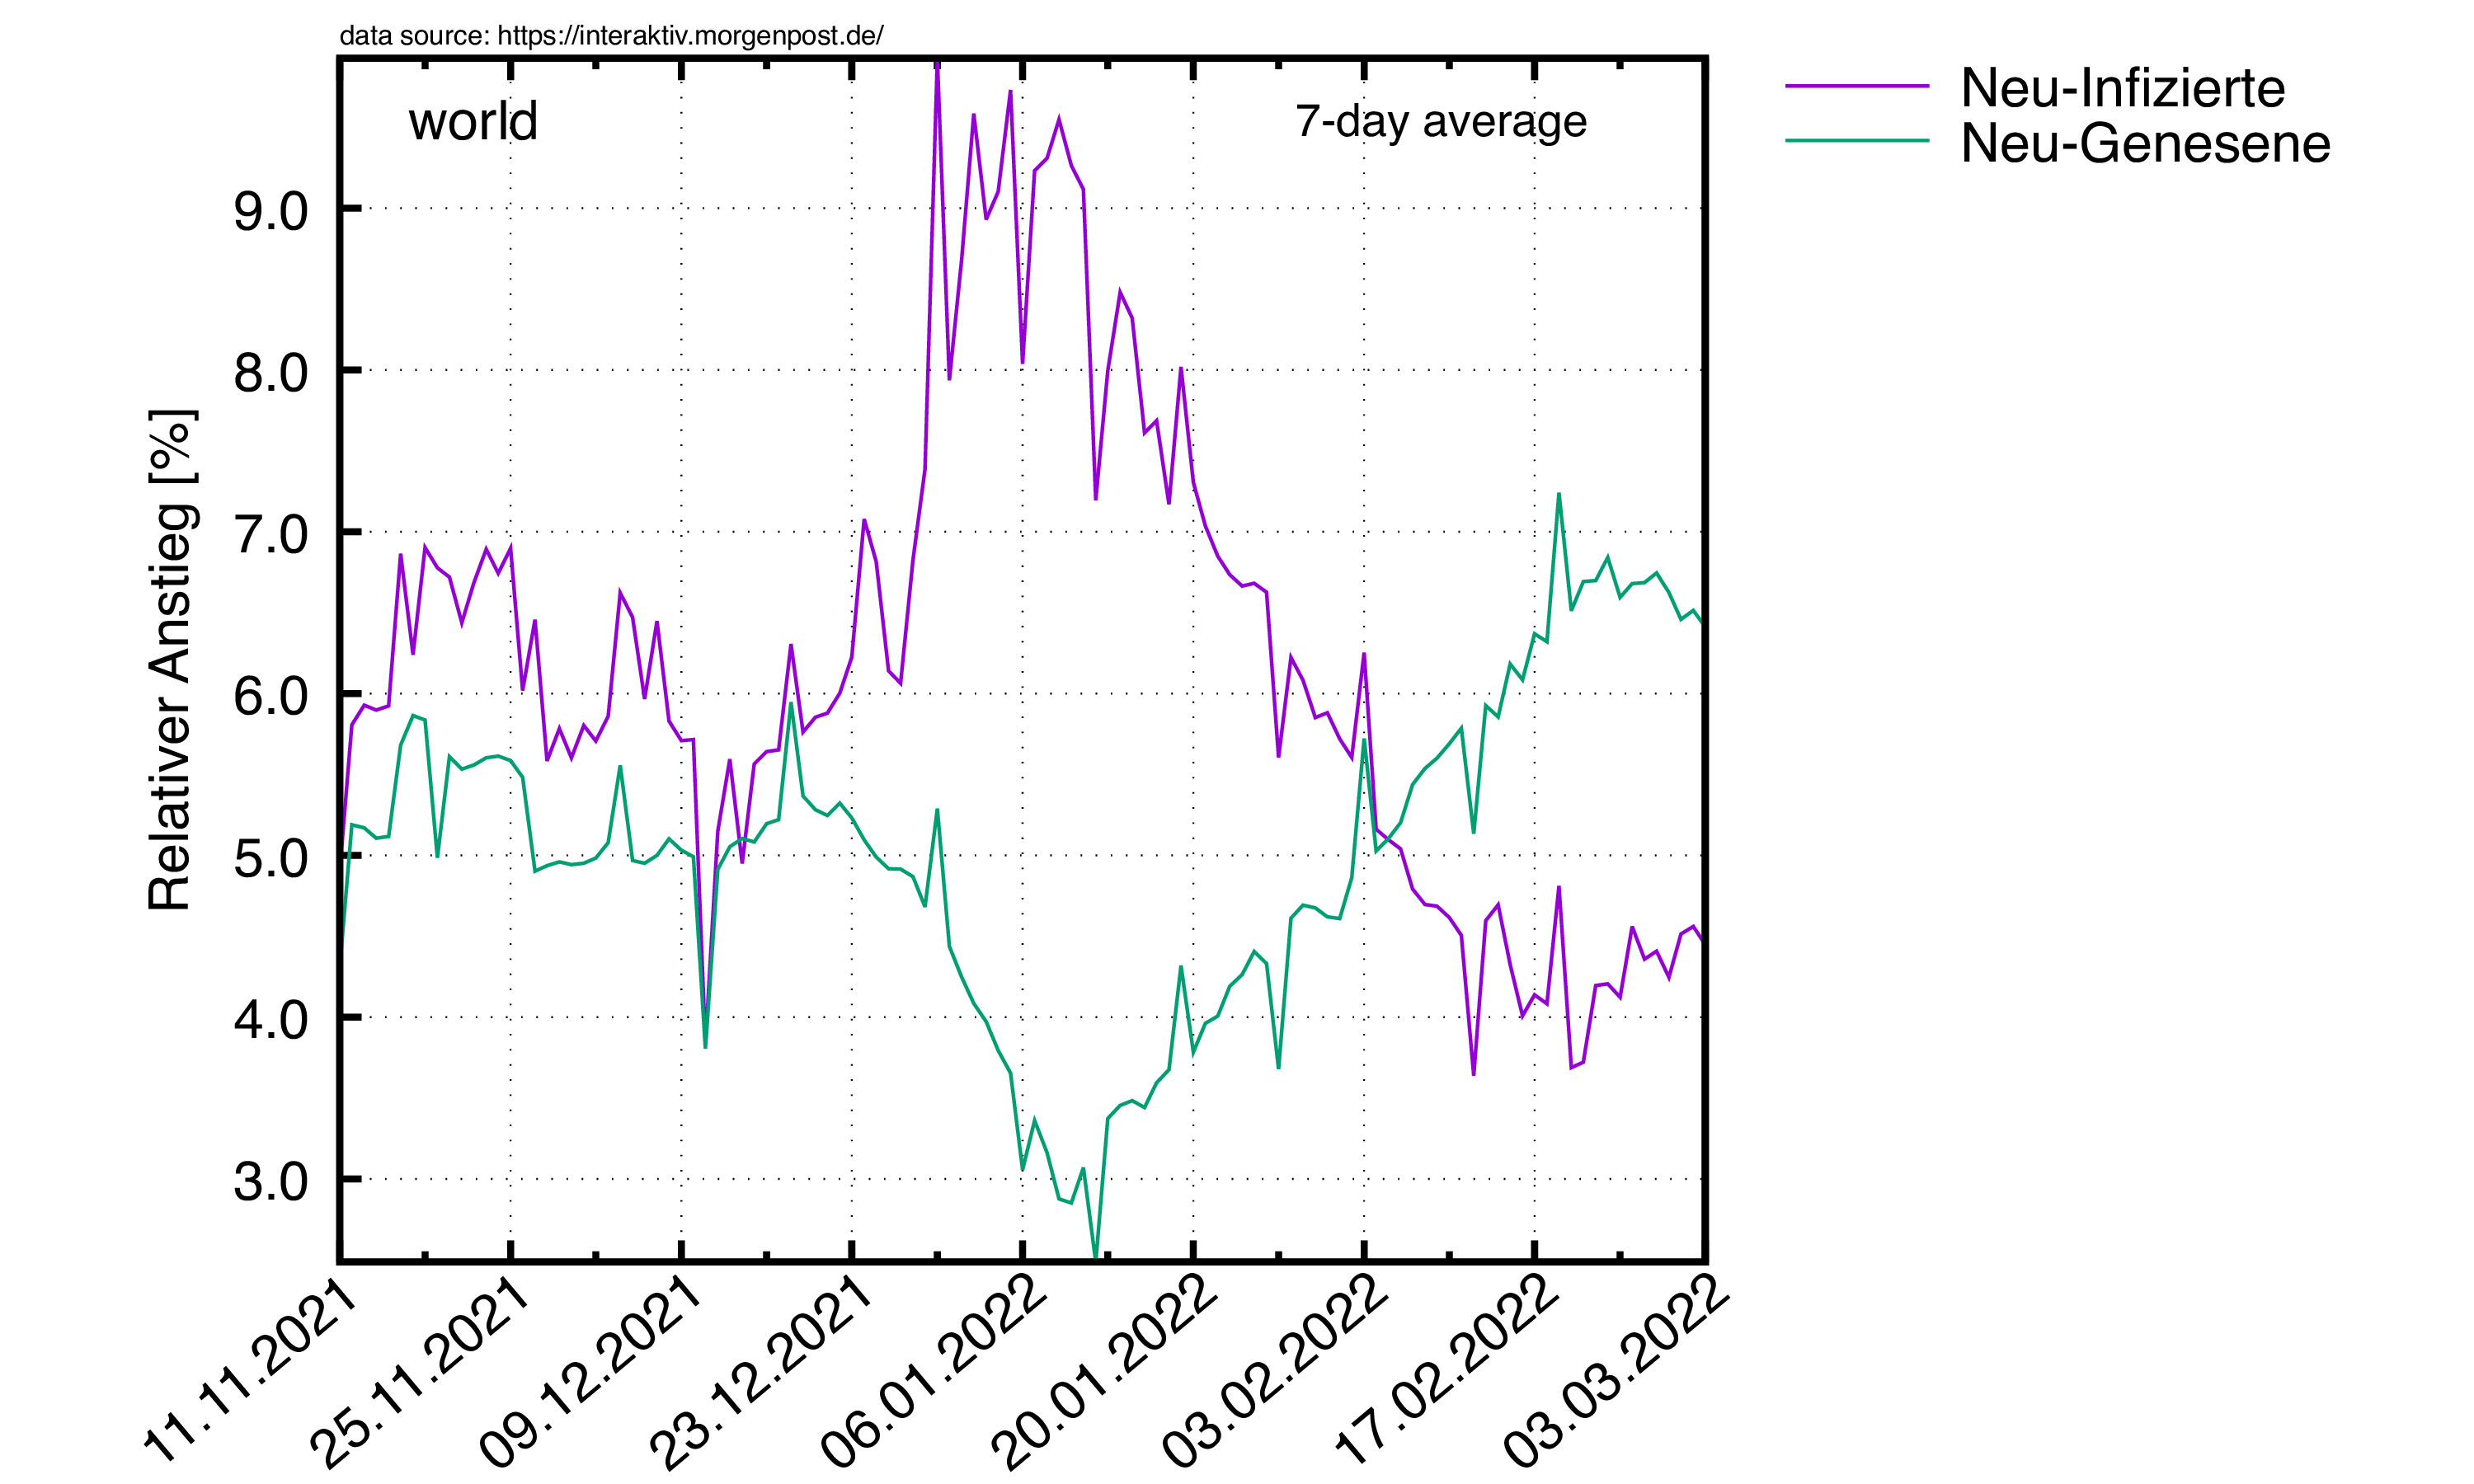 data source: https://interaktiv.morgenpost.de/
world
7-day average
Neu-Infizierte
Neu-Genesene
Relativer Anstieg [%]
9.0
8.0
7.0
6.0
5.0
4.0
3.0
11.11.2021
25.11.2021
09.12.2021
23.12.2021
06.01.2022
20.01.2022
03.02.2022
17.02.2022
03.03.2022